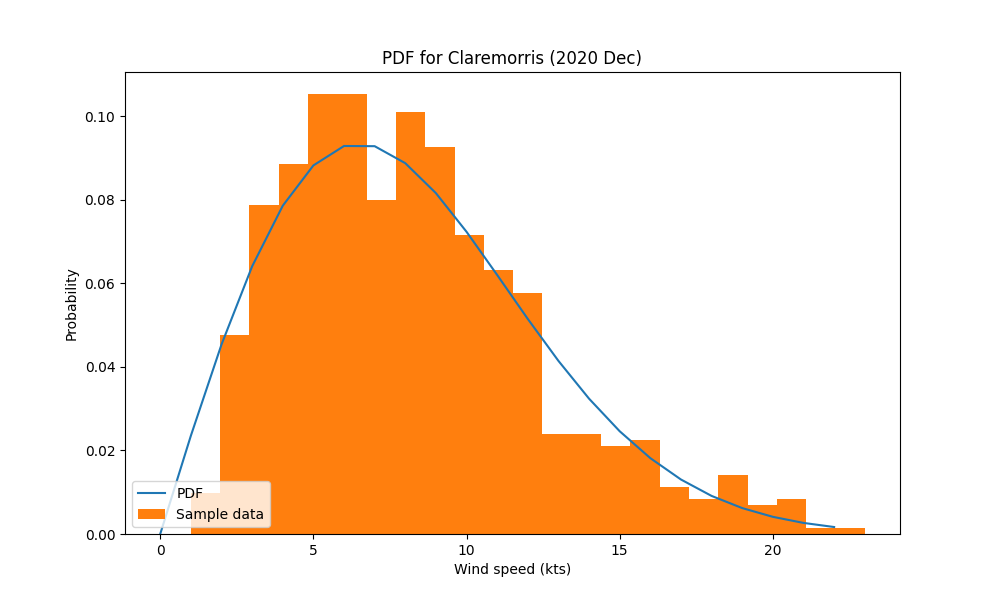 PDF for Claremorris (2020 Dec)
Probability
0.10
0.08
0.06
0.04
0.02
0.00
PDF
Sample data
0
5
10
15
20
Wind speed (kts)